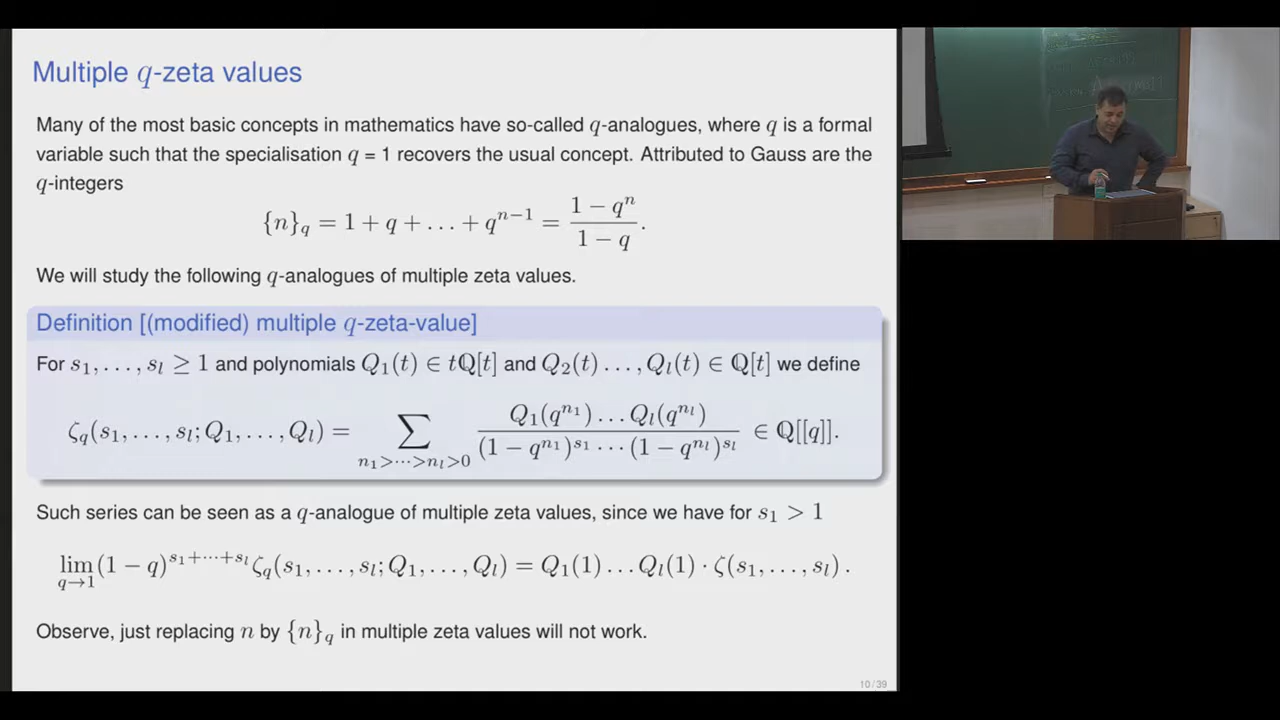 Multiple q-zeta values
Many of the most basic concepts in mathematics have so-called q-analogues, where q is a formal
variable such that the specialisation q = 1 recovers the usual concept. Attributed to Gauss are the
q-integers
{n}_q = 1 + q + … + q^{n−1} = \frac{1 − q^n}{1 − q}.
We will study the following q-analogues of multiple zeta values.
Definition [(modified) multiple q-zeta-value]
For s_1, …, s_l ≥ 1 and polynomials Q_1(t) ∈ tℚ[t] and Q_2(t) …, Q_l(t) ∈ ℚ[t] we define
ζ_q(s_1, …, s_l; Q_1, …, Q_l) = \sum_{n_1>⋯>n_l>0} \frac{Q_1(q^{n_1}) … Q_l(q^{n_l})}{(1 − q^{n_1})^{s_1} ⋯ (1 − q^{n_l})^{s_l}} ∈ ℚ[[q]].
Such series can be seen as a q-analogue of multiple zeta values, since we have for s_1 > 1
\lim_{q→1} (1 − q)^{s_1+⋯+s_l} ζ_q(s_1, …, s_l; Q_1, …, Q_l) = Q_1(1) … Q_l(1) · ζ(s_1, …, s_l) .
Observe, just replacing n by {n}_q in multiple zeta values will not work.
10 / 39